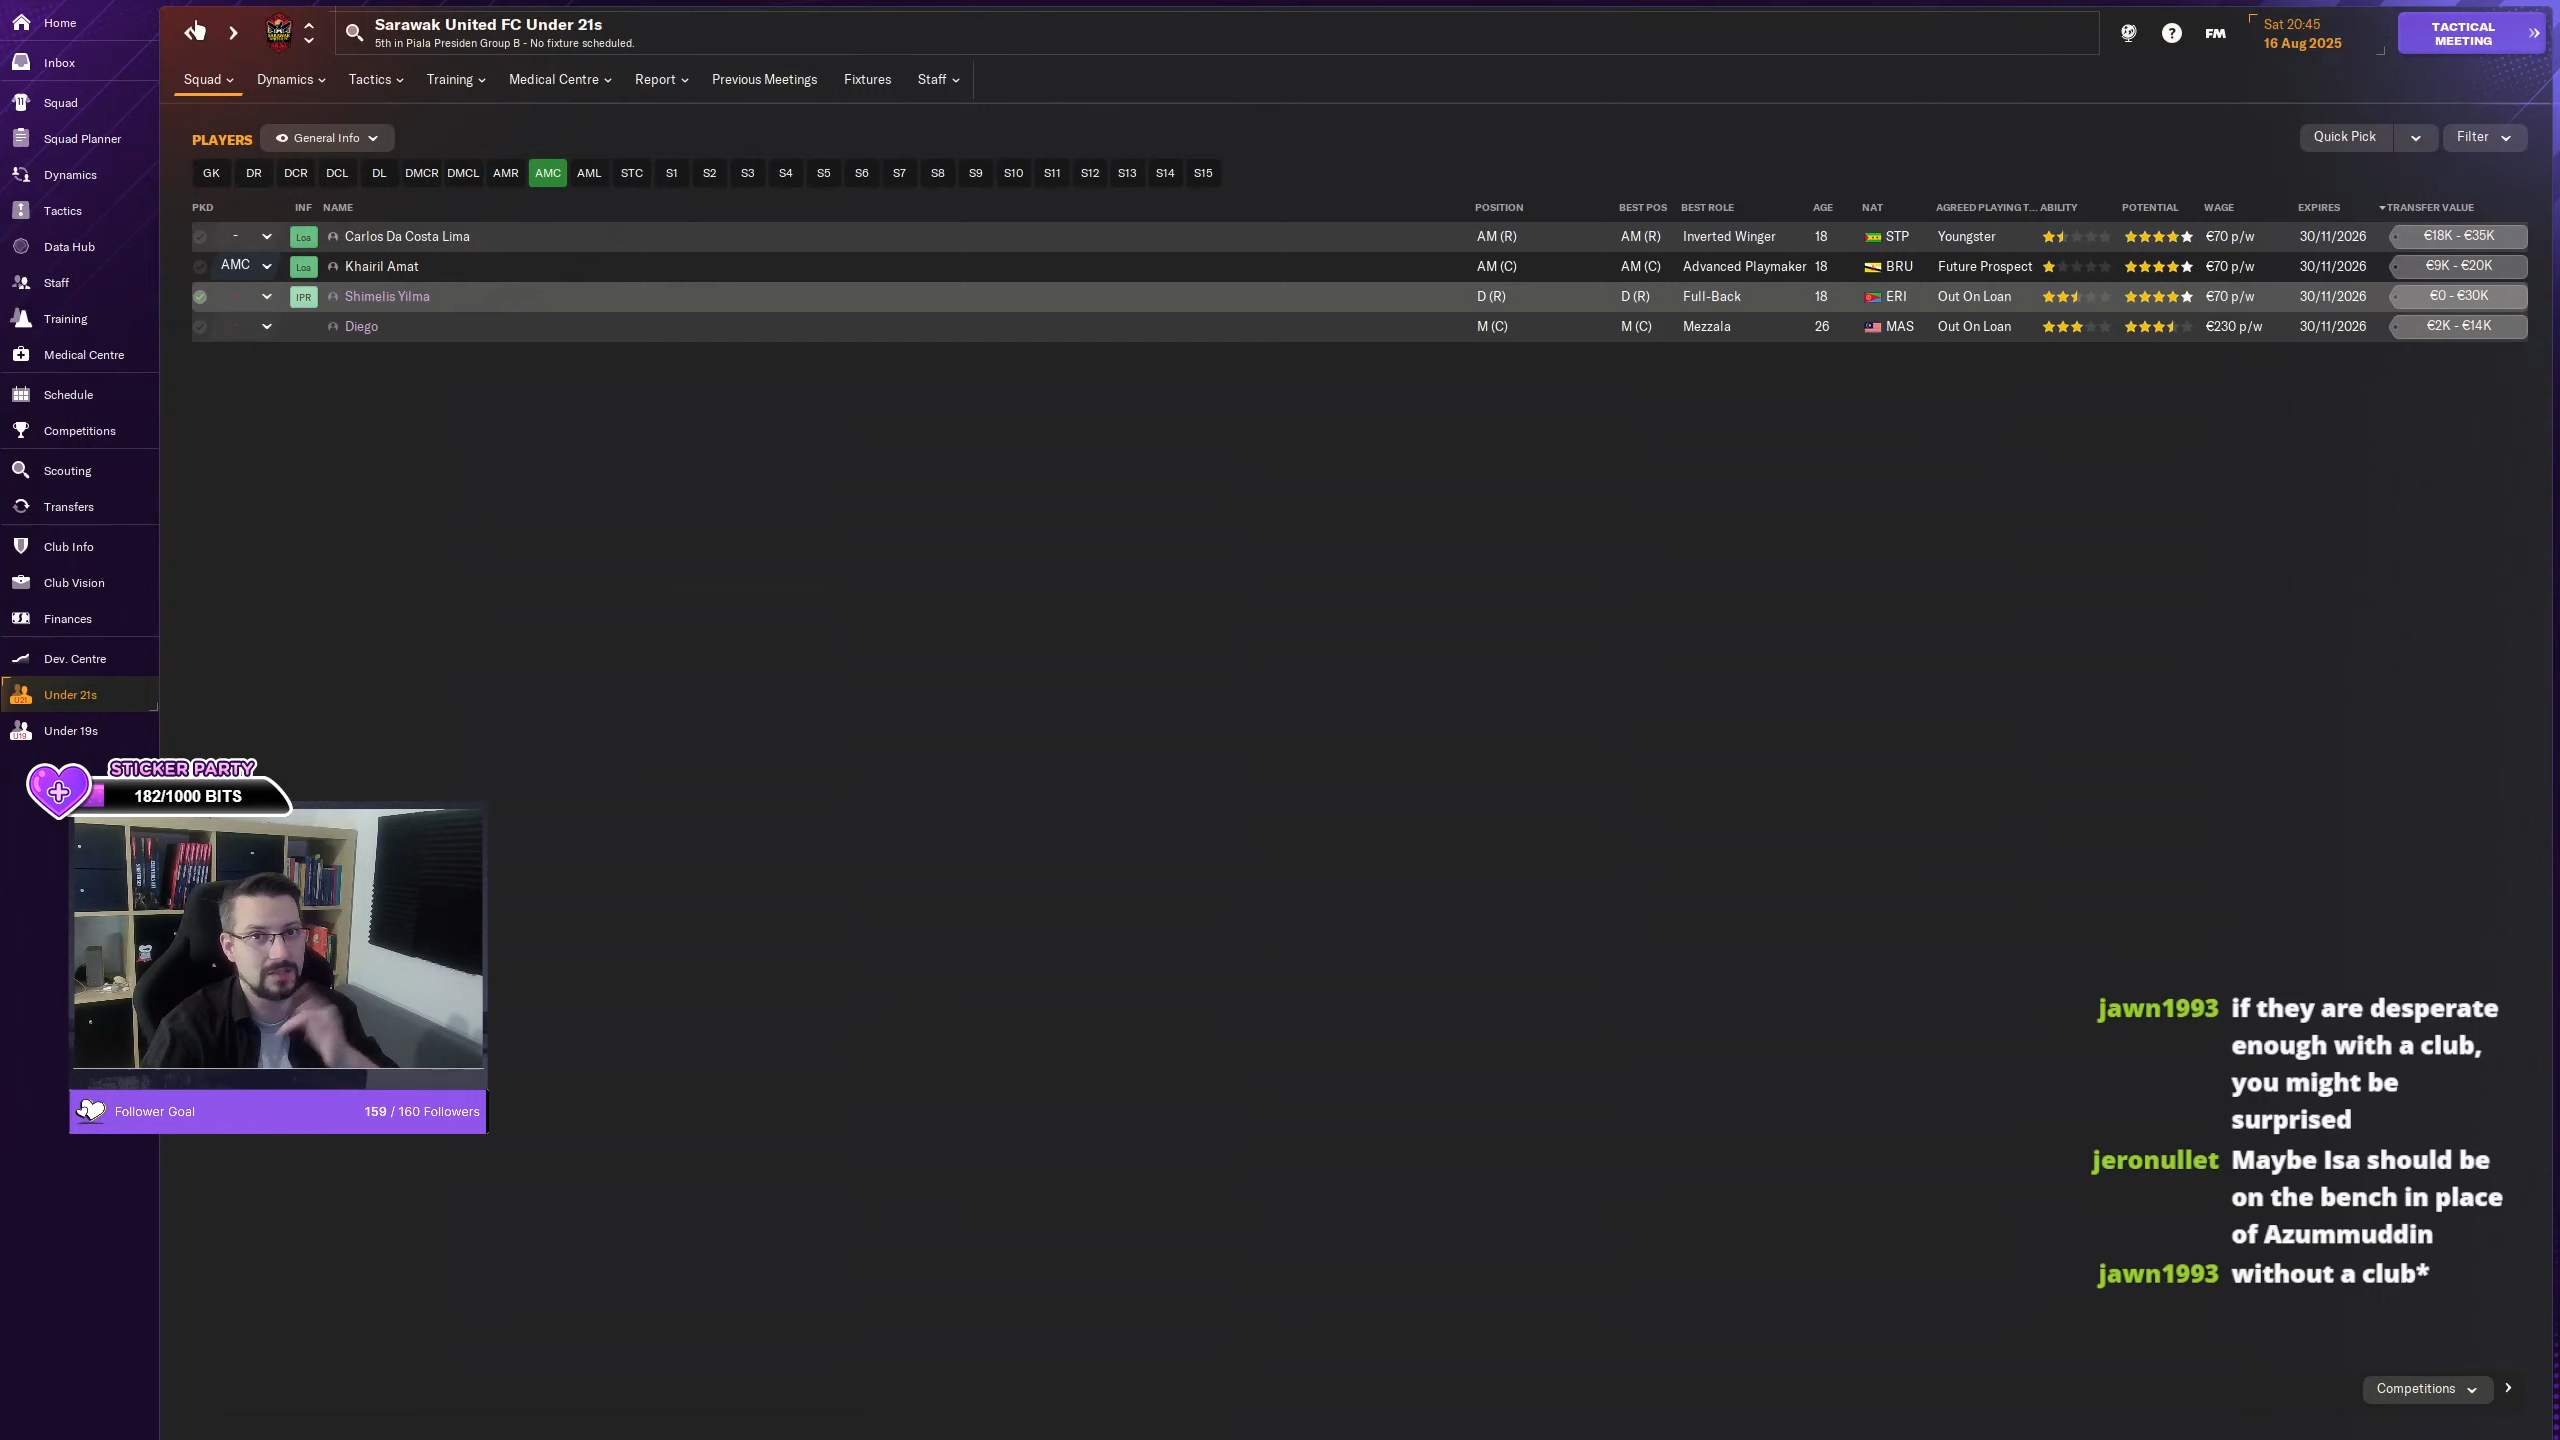 Home
Inbox
Squad
Squad Planner
Dynamics
Tactics
Data Hub
Staff
Training
Medical Centre
Schedule
Competitions
Scouting
Transfers
Club Info
Club Vision
Finances
Dev. Centre
Under 21s
Under 19s
Sarawak United FC Under 21s
5th in Piala Presiden Group B - No fixture scheduled.
FM
Sat 20:45
16 Aug 2025
TACTICAL
MEETING
Squad Dynamics Tactics Training Medical Centre Report Previous Meetings Fixtures Staff
PLAYERS General Info
Quick Pick Filter
GK DR DCR DCL DL DMCR DMCL AMR AMC AML STC S1 S2 S3 S4 S5 S6 S7 S8 S9 S10 S11 S12 S13 S14 S15
PKD INF NAME POSITION BEST POS BEST ROLE AGE NAT AGREED PLAYING T... ABILITY POTENTIAL WAGE EXPIRES TRANSFER VALUE
- Loa Carlos Da Costa Lima AM (R) AM (R) Inverted Winger 18 STP Youngster €70 p/w 30/11/2026 €18K - €35K
AMC Loa Khairil Amat AM (C) AM (C) Advanced Playmaker 18 BRU Future Prospect €70 p/w 30/11/2026 €9K - €20K
IPR Shimelis Yilma D (R) D (R) Full-Back 18 ERI Out On Loan €70 p/w 30/11/2026 €0 - €30K
Diego M (C) M (C) Mezzala 26 MAS Out On Loan €230 p/w 30/11/2026 €2K - €14K
STICKER PARTY
182/1000 BITS
Follower Goal 159 / 160 Followers
jawn1993 if they are desperate
enough with a club,
you might be
surprised
jeronullet Maybe Isa should be
on the bench in place
of Azummuddin
jawn1993 without a club*
Competitions